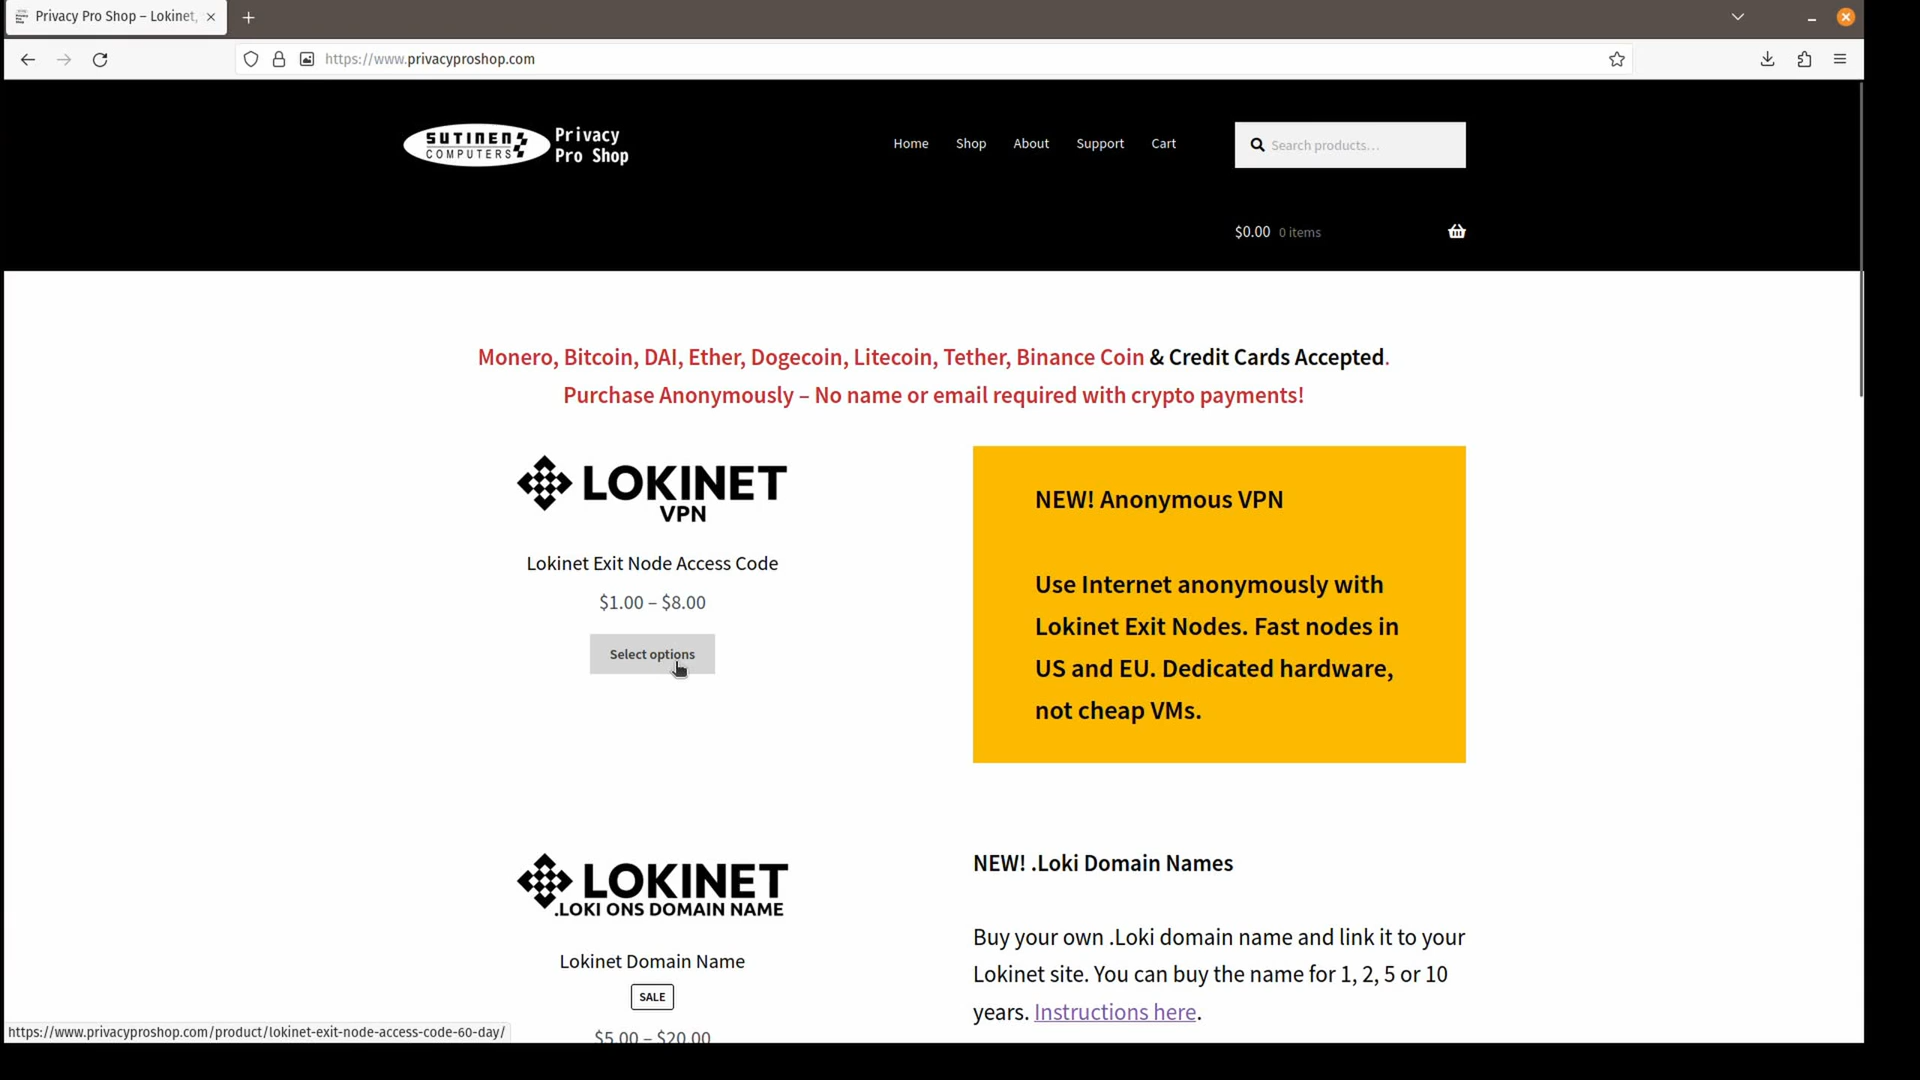 Privacy Pro Shop – Lokinet,
https://www.privacyproshop.com
SUTINEN
COMPUTERS
Privacy
Pro Shop
Home
Shop
About
Support
Cart
Search products…
$0.00 0 items
Monero, Bitcoin, DAI, Ether, Dogecoin, Litecoin, Tether, Binance Coin & Credit Cards Accepted.
Purchase Anonymously – No name or email required with crypto payments!
LOKINET
VPN
Lokinet Exit Node Access Code
$1.00 – $8.00
Select options
NEW! Anonymous VPN
Use Internet anonymously with
Lokinet Exit Nodes. Fast nodes in
US and EU. Dedicated hardware,
not cheap VMs.
LOKINET
.LOKI ONS DOMAIN NAME
Lokinet Domain Name
SALE
$5.00 – $20.00
NEW! .Loki Domain Names
Buy your own .Loki domain name and link it to your
Lokinet site. You can buy the name for 1, 2, 5 or 10
years. Instructions here.
https://www.privacyproshop.com/product/lokinet-exit-node-access-code-60-day/